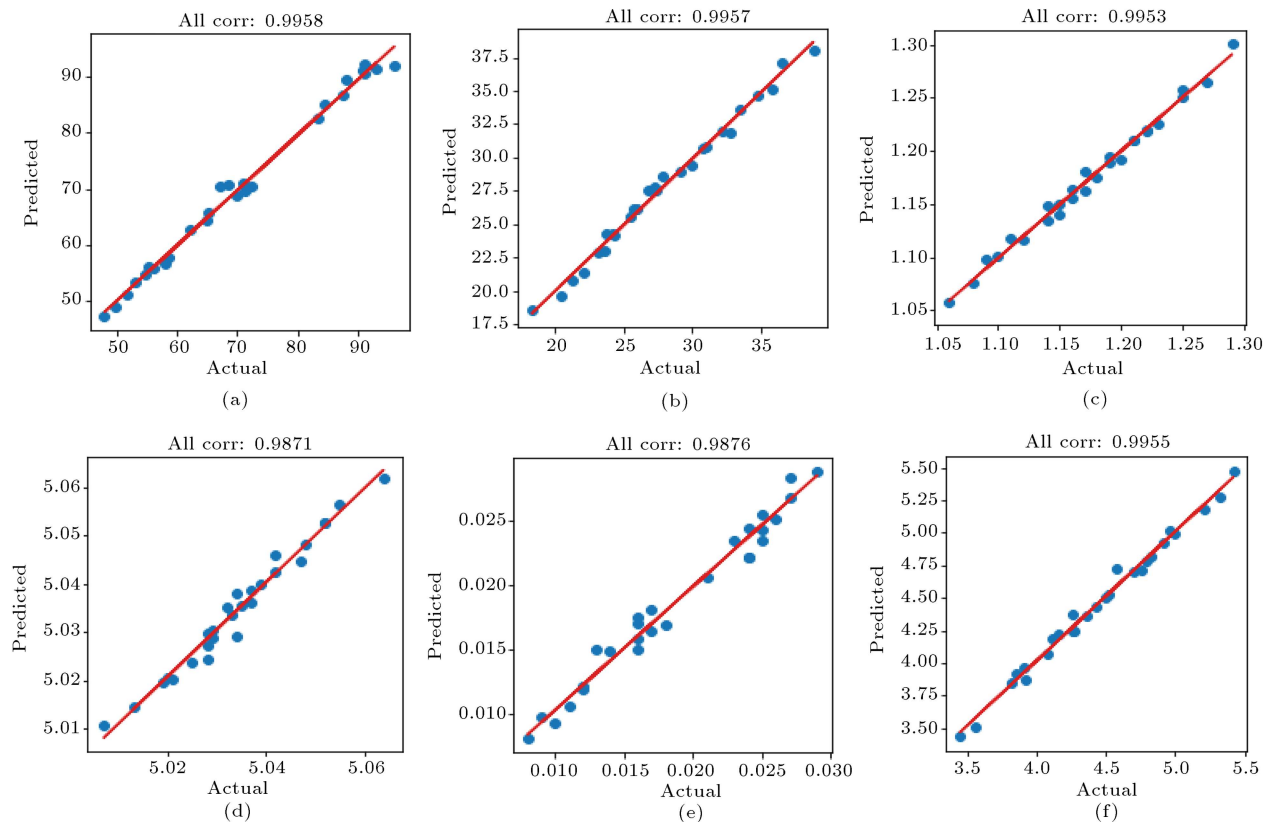 All corr: 0.9958
90
80
70
60
50
Predicted
50 60 70 80 90
Actual
(a)
All corr: 0.9957
37.5
35.0
32.5
30.0
27.5
25.0
22.5
20.0
17.5
Predicted
20 25 30 35
Actual
(b)
All corr: 0.9953
1.30
1.25
1.20
1.15
1.10
1.05
Predicted
1.05 1.10 1.15 1.20 1.25 1.30
Actual
(c)
All corr: 0.9871
5.06
5.05
5.04
5.03
5.02
5.01
Predicted
5.02 5.04 5.06
Actual
(d)
All corr: 0.9876
0.025
0.020
0.015
0.010
Predicted
0.010 0.015 0.020 0.025 0.030
Actual
(e)
All corr: 0.9955
5.50
5.25
5.00
4.75
4.50
4.25
4.00
3.75
3.50
Predicted
3.5 4.0 4.5 5.0 5.5
Actual
(f)